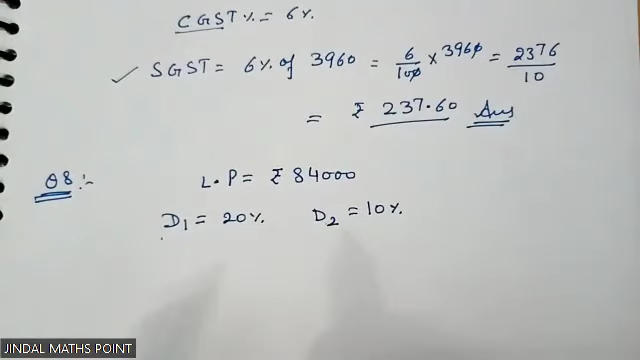 CGST % = 6%
✓ SGST = 6% of 3960 = 6/100 × 3960 = 2376/10
= ₹ 237.60 Ans
Q8:- L.P = ₹ 84000
D₁ = 20% D₂ = 10%
JINDAL MATHS POINT